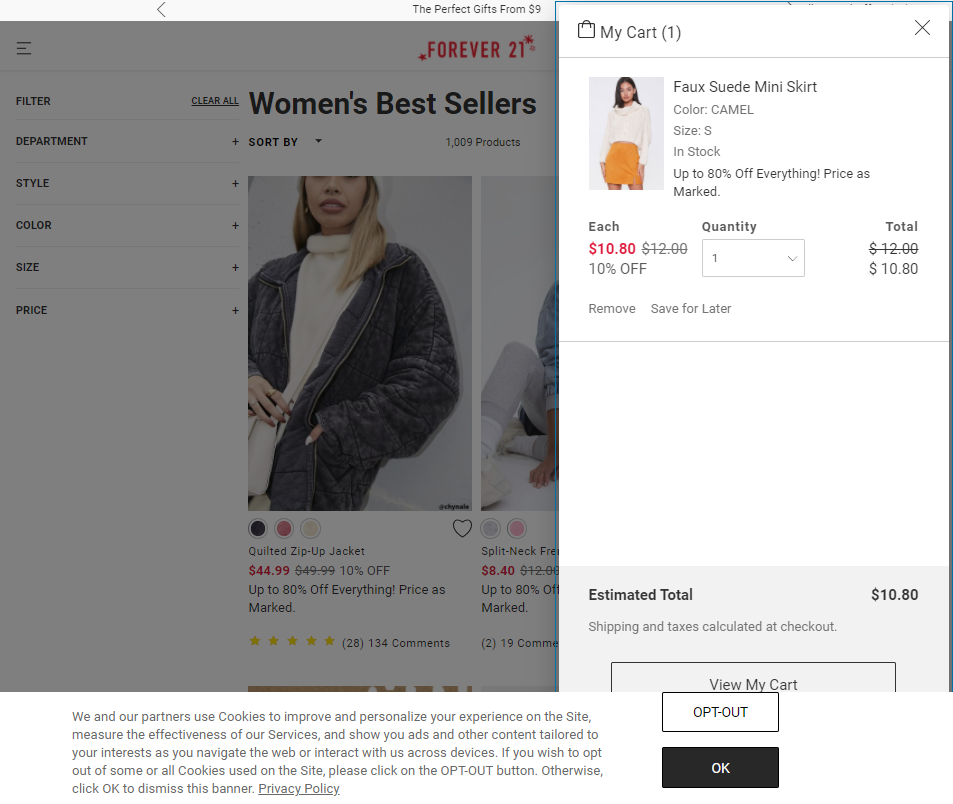 The Perfect Gifts From $9
FOREVER 21
FILTER
CLEAR ALL
DEPARTMENT +
STYLE +
COLOR +
SIZE +
PRICE +
Women's Best Sellers
SORT BY
1,009 Products
@chynale
Quilted Zip-Up Jacket
$44.99 $49.99 10% OFF
Up to 80% Off Everything! Price as
Marked.
(28) 134 Comments
Split-Neck Fre
$8.40 $12.00
Up to 80% Of
Marked.
(2) 19 Comme
My Cart (1)
Faux Suede Mini Skirt
Color: CAMEL
Size: S
In Stock
Up to 80% Off Everything! Price as
Marked.
Each Quantity Total
$10.80 $12.00 1 $ 12.00
10% OFF $ 10.80
Remove Save for Later
Estimated Total $10.80
Shipping and taxes calculated at checkout.
View My Cart
We and our partners use Cookies to improve and personalize your experience on the Site,
measure the effectiveness of our Services, and show you ads and other content tailored to
your interests as you navigate the web or interact with us across devices. If you wish to opt
out of some or all Cookies used on the Site, please click on the OPT-OUT button. Otherwise,
click OK to dismiss this banner. Privacy Policy
OPT-OUT
OK